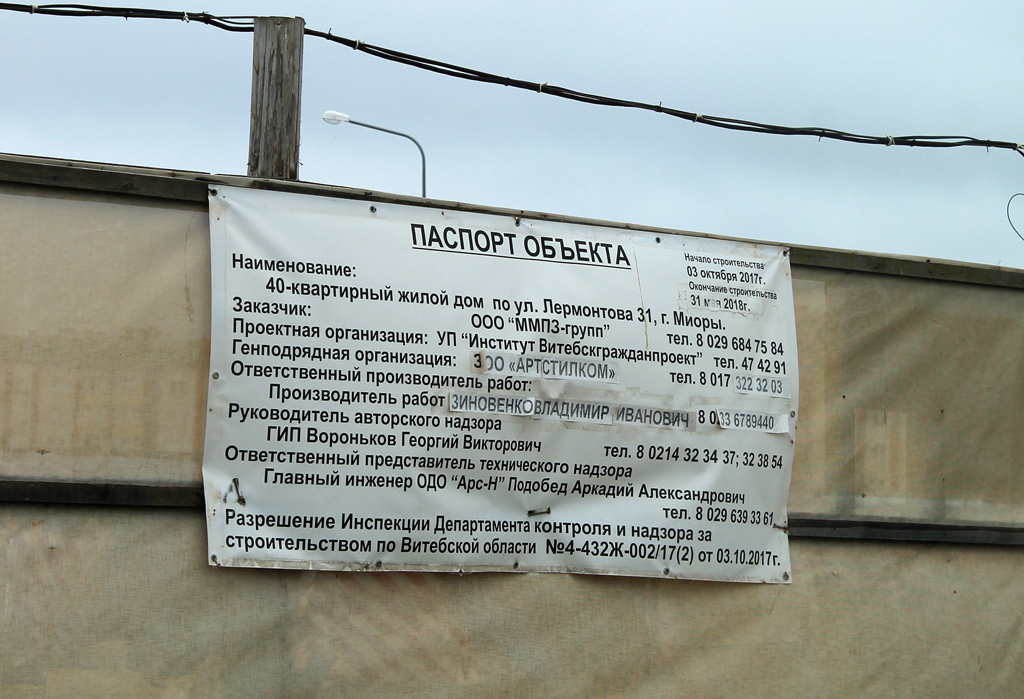 ПАСПОРТ ОБЪЕКТА
Начало строительства:
03 октября 2017г.
Окончание строительства
31 мая 2018г.
Наименование:
40-квартирный жилой дом по ул. Лермонтова 31, г. Миоры.
Заказчик: ООО “ММПЗ-групп” тел. 8 029 684 75 84
Проектная организация: УП “Институт Витебскгражданпроект” тел. 47 42 91
Генподрядная организация: ЗОО «АРТСТИЛКОМ» тел. 8 017 322 32 03
Ответственный производитель работ:
Производитель работ ЗИНОВЕНКО ВЛАДИМИР ИВАНОВИЧ 8 033 6789440
Руководитель авторского надзора
ГИП Вороньков Георгий Викторович тел. 8 0214 32 34 37; 32 38 54
Ответственный представитель технического надзора
Главный инженер ОДО “Арс-Н” Подобед Аркадий Александрович
тел. 8 029 639 33 61
Разрешение Инспекции Департамента контроля и надзора за
строительством по Витебской области №4-432Ж-002/17(2) от 03.10.2017г.